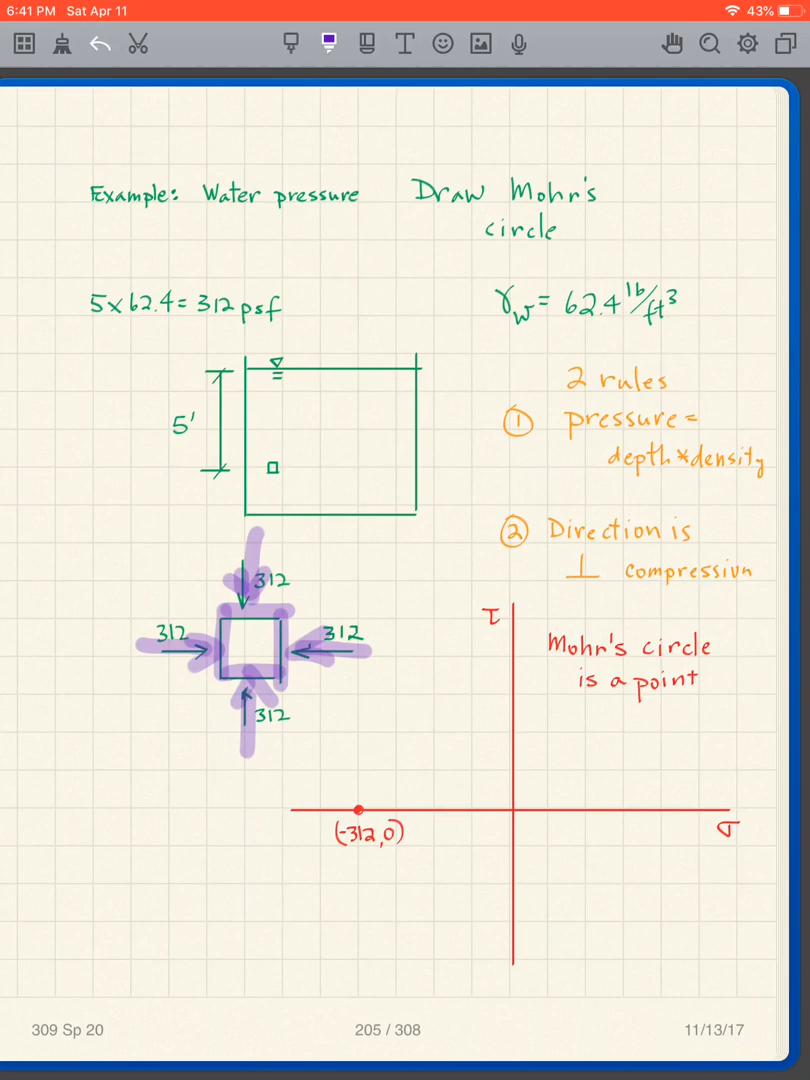 6:41 PM Sat Apr 11
43%
Example: Water pressure Draw Mohr's
circle
5x62.4= 312 psf
γw= 62.4 lb/ft3
5'
2 rules
① pressure=
depth*density
② Direction is
⊥ compression
312
312
312
312
τ
Mohr's circle
is a point
(-312,0)
σ
309 Sp 20
205 / 308
11/13/17